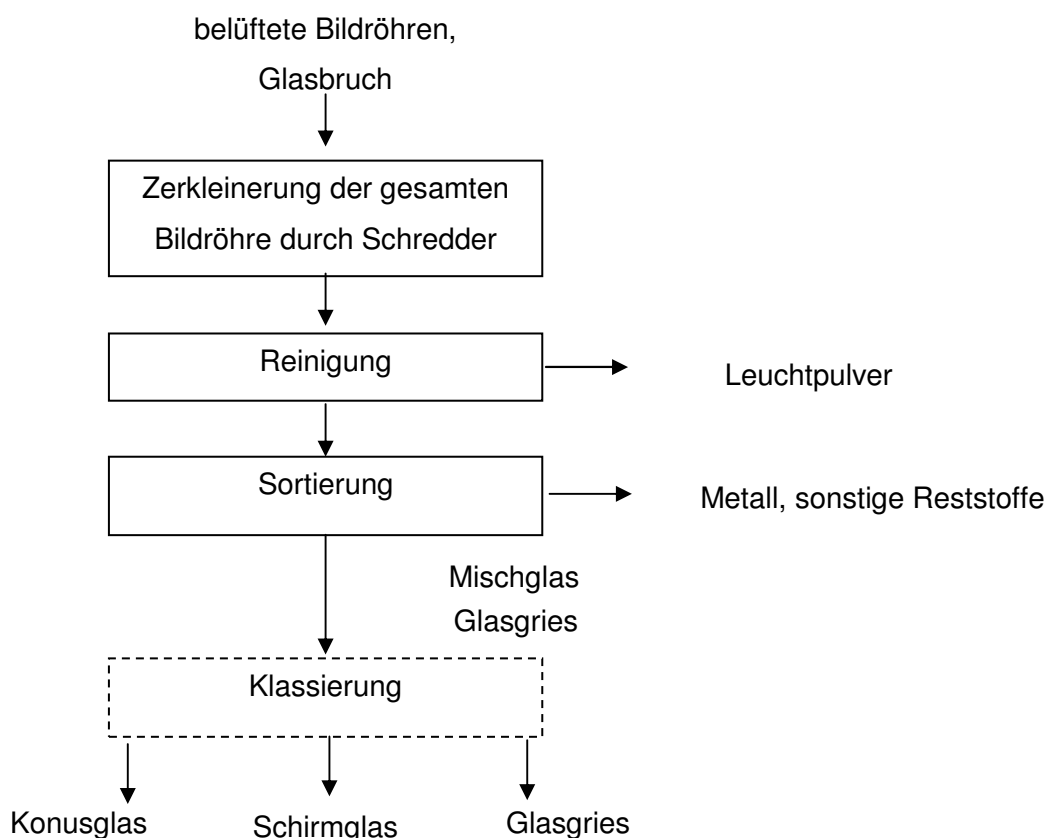 belüftete Bildröhren,
Glasbruch
Zerkleinerung der gesamten
Bildröhre durch Schredder
Reinigung
Leuchtpulver
Sortierung
Metall, sonstige Reststoffe
Mischglas
Glasgries
Klassierung
Konusglas
Schirmglas
Glasgries